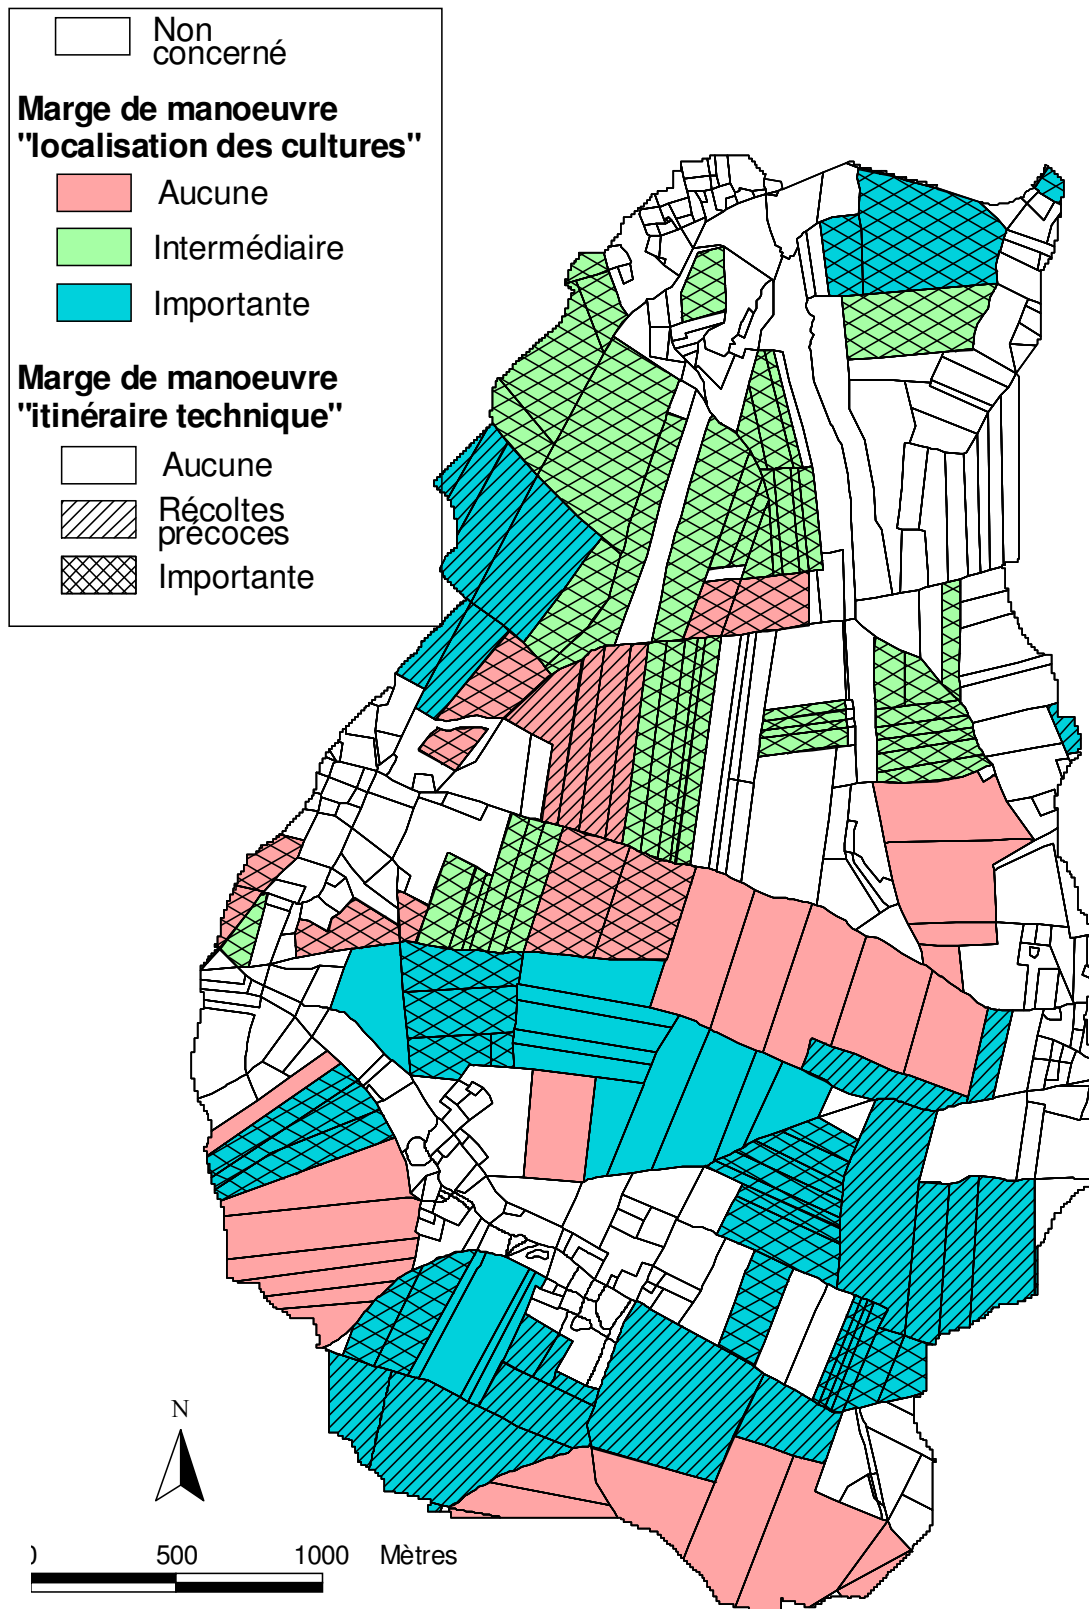 Non
concerné
Marge de manoeuvre
"localisation des cultures"
Aucune
Intermédiaire
Importante
Marge de manoeuvre
"itinéraire technique"
Aucune
Récoltes
précoces
Importante
N
0 500 1000 Mètres